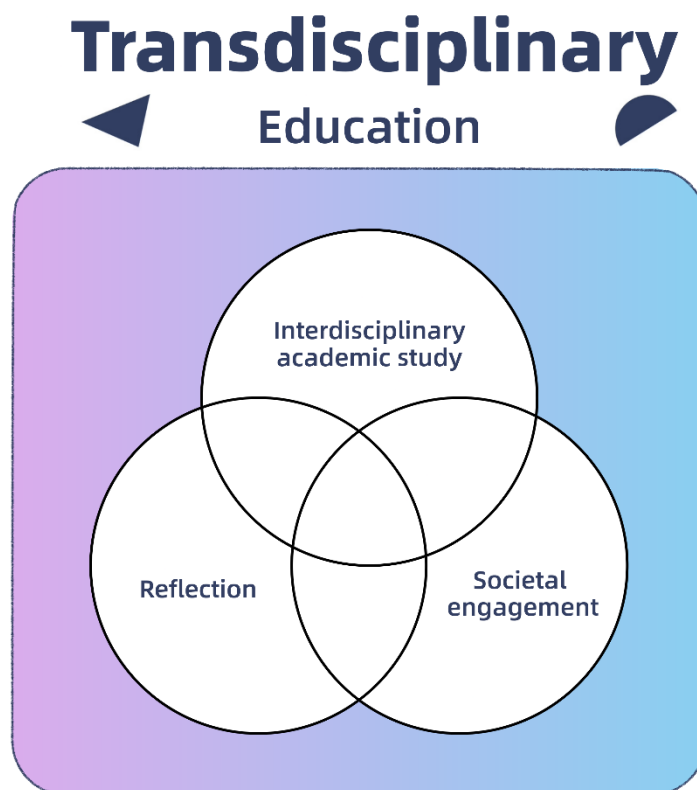 Transdisciplinary
Education
Interdisciplinary
academic study
Reflection
Societal
engagement